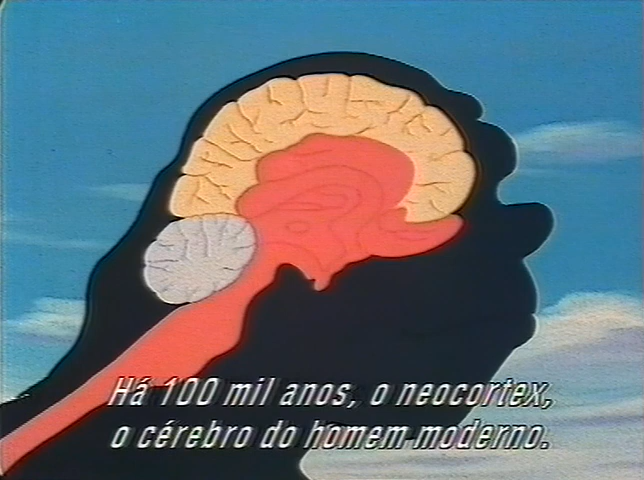 Há 100 mil anos, o neocortex,
o cérebro do homem moderno.